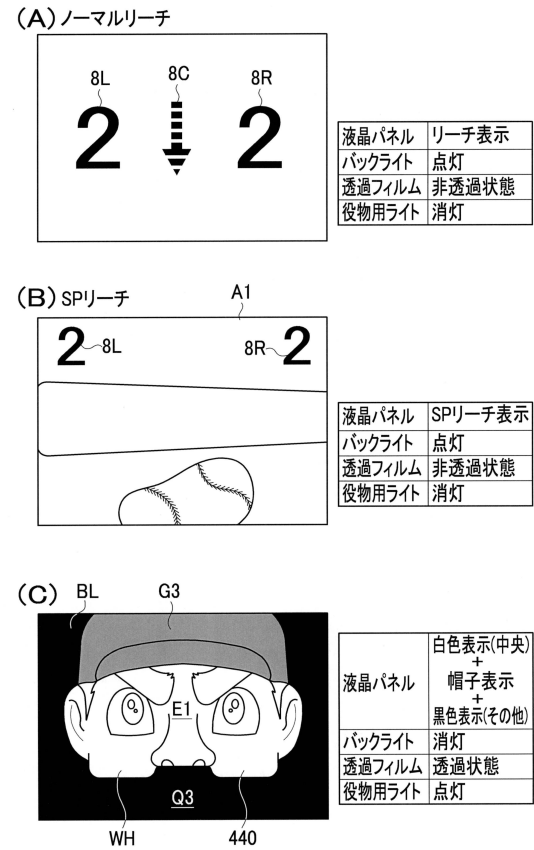 (A) ノーマルリーチ
8L 8C 8R
2 2
液晶パネル リーチ表示
バックライト 点灯
透過フィルム 非透過状態
役物用ライト 消灯
(B) SPリーチ A1
2 8L 8R 2
液晶パネル SPリーチ表示
バックライト 点灯
透過フィルム 非透過状態
役物用ライト 消灯
(C) BL G3
E1
Q3
WH 440
白色表示(中央)
+
液晶パネル 帽子表示
+
黒色表示(その他)
バックライト 消灯
透過フィルム 透過状態
役物用ライト 点灯